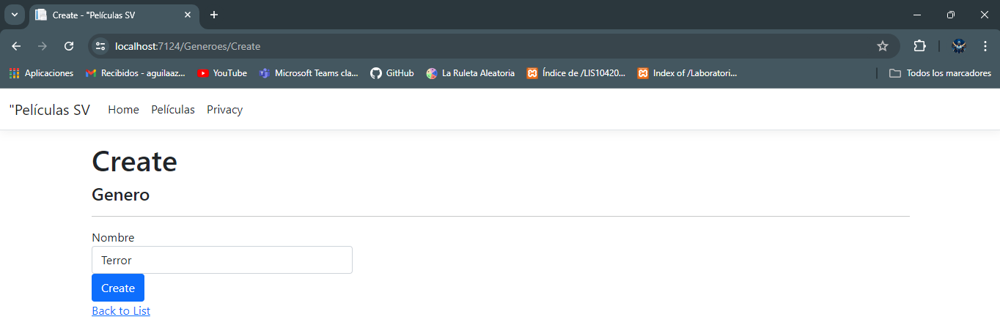 Create - "Películas SV
localhost:7124/Generoes/Create
Aplicaciones Recibidos - aguilaaz... YouTube Microsoft Teams cla... GitHub La Ruleta Aleatoria Índice de /LIS10420... Index of /Laboratori... Todos los marcadores
"Películas SV Home Películas Privacy
Create
Genero
Nombre
Terror
Create
Back to List